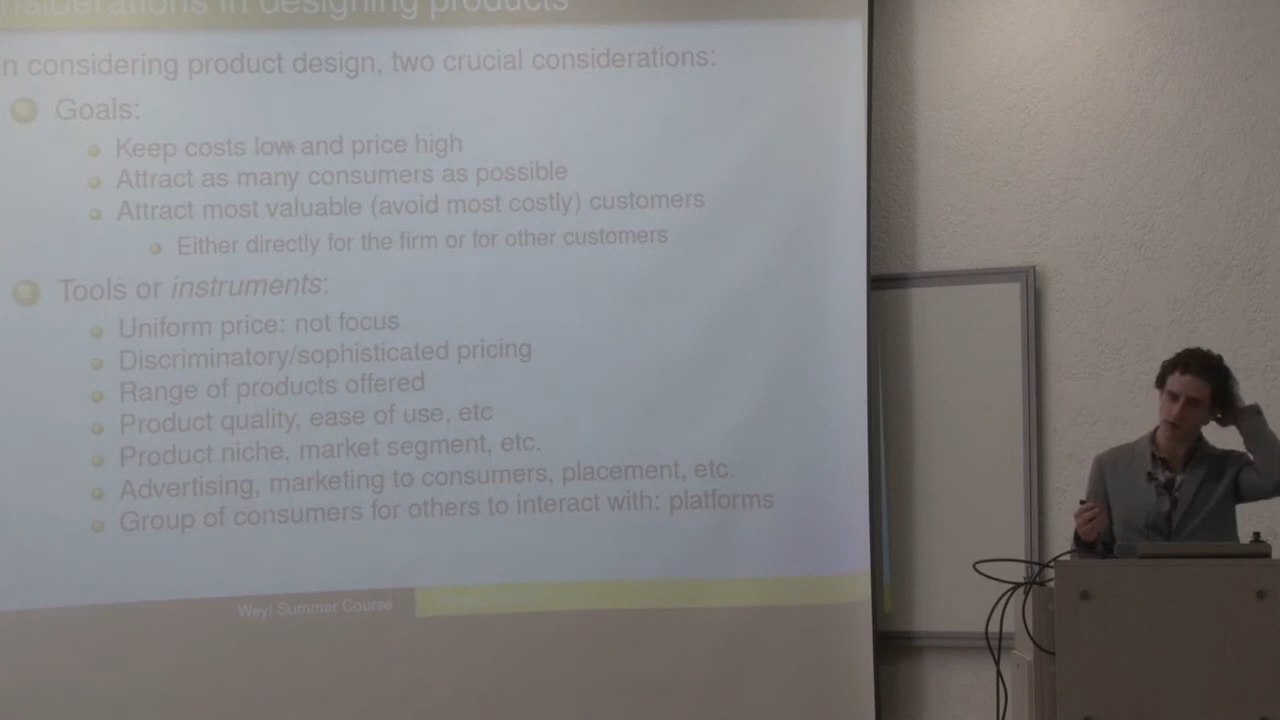 nsiderations in designing products
n considering product design, two crucial considerations:
Goals:
Keep costs low and price high
Attract as many consumers as possible
Attract most valuable (avoid most costly) customers
Either directly for the firm or for other customers
Tools or instruments:
Uniform price: not focus
Discriminatory/sophisticated pricing
Range of products offered
Product quality, ease of use, etc
Product niche, market segment, etc.
Advertising, marketing to consumers, placement, etc.
Group of consumers for others to interact with: platforms
Weyl Summer Course